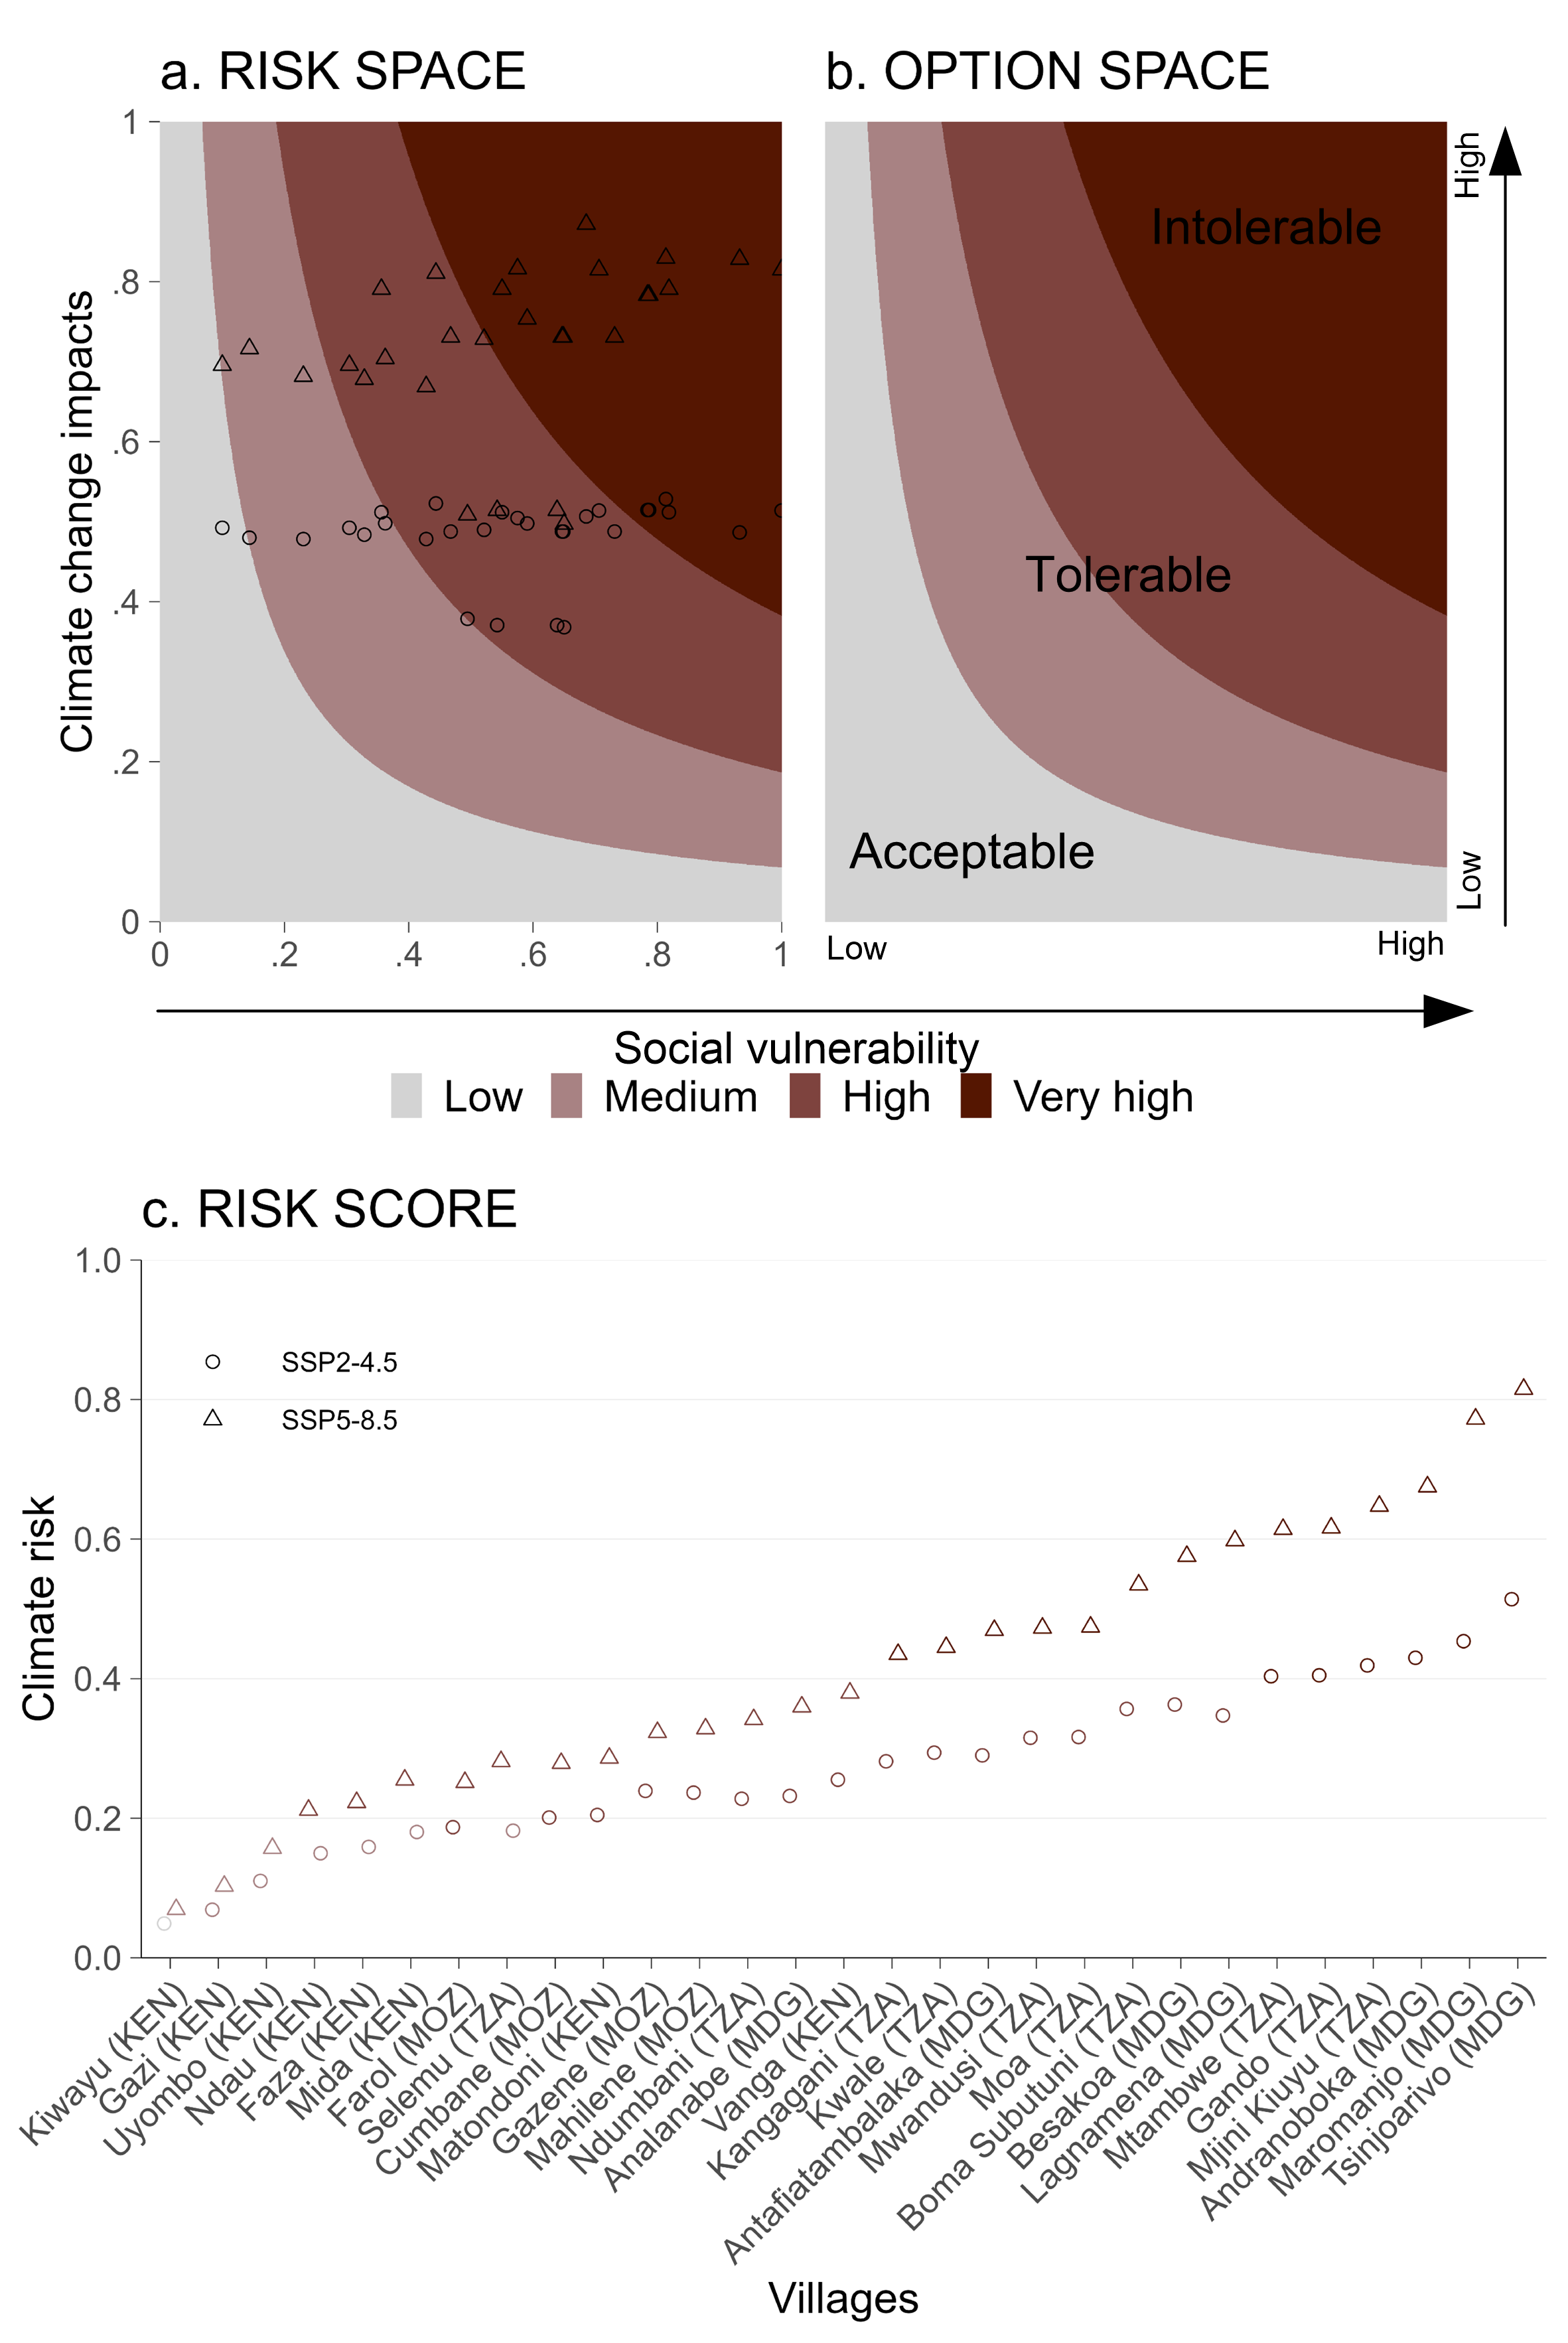 a. RISK SPACE
b. OPTION SPACE
Climate change impacts
1
.8
.6
.4
.2
0
0 .2 .4 .6 .8 1
Intolerable
Tolerable
Acceptable
High
Low
Low High
Social vulnerability
Low Medium High Very high
c. RISK SCORE
Climate risk
1.0
0.8
0.6
0.4
0.2
0.0
SSP2-4.5
SSP5-8.5
Kiwayu (KEN)
Gazi (KEN)
Uyombo (KEN)
Ndau (KEN)
Faza (KEN)
Mida (KEN)
Farol (MOZ)
Selemu (TZA)
Cumbane (MOZ)
Matondoni (KEN)
Gazene (MOZ)
Mahilene (MOZ)
Ndumbani (TZA)
Analanabe (MDG)
Vanga (KEN)
Kangagani (TZA)
Kwale (TZA)
Antafiatambalaka (MDG)
Mwandusi (TZA)
Moa (TZA)
Boma Subutuni (TZA)
Besakoa (MDG)
Lagnamena (MDG)
Mtambwe (TZA)
Gando (TZA)
Mjini Kiuyu (TZA)
Andranoboka (MDG)
Maromanjo (MDG)
Tsinjoarivo (MDG)
Villages